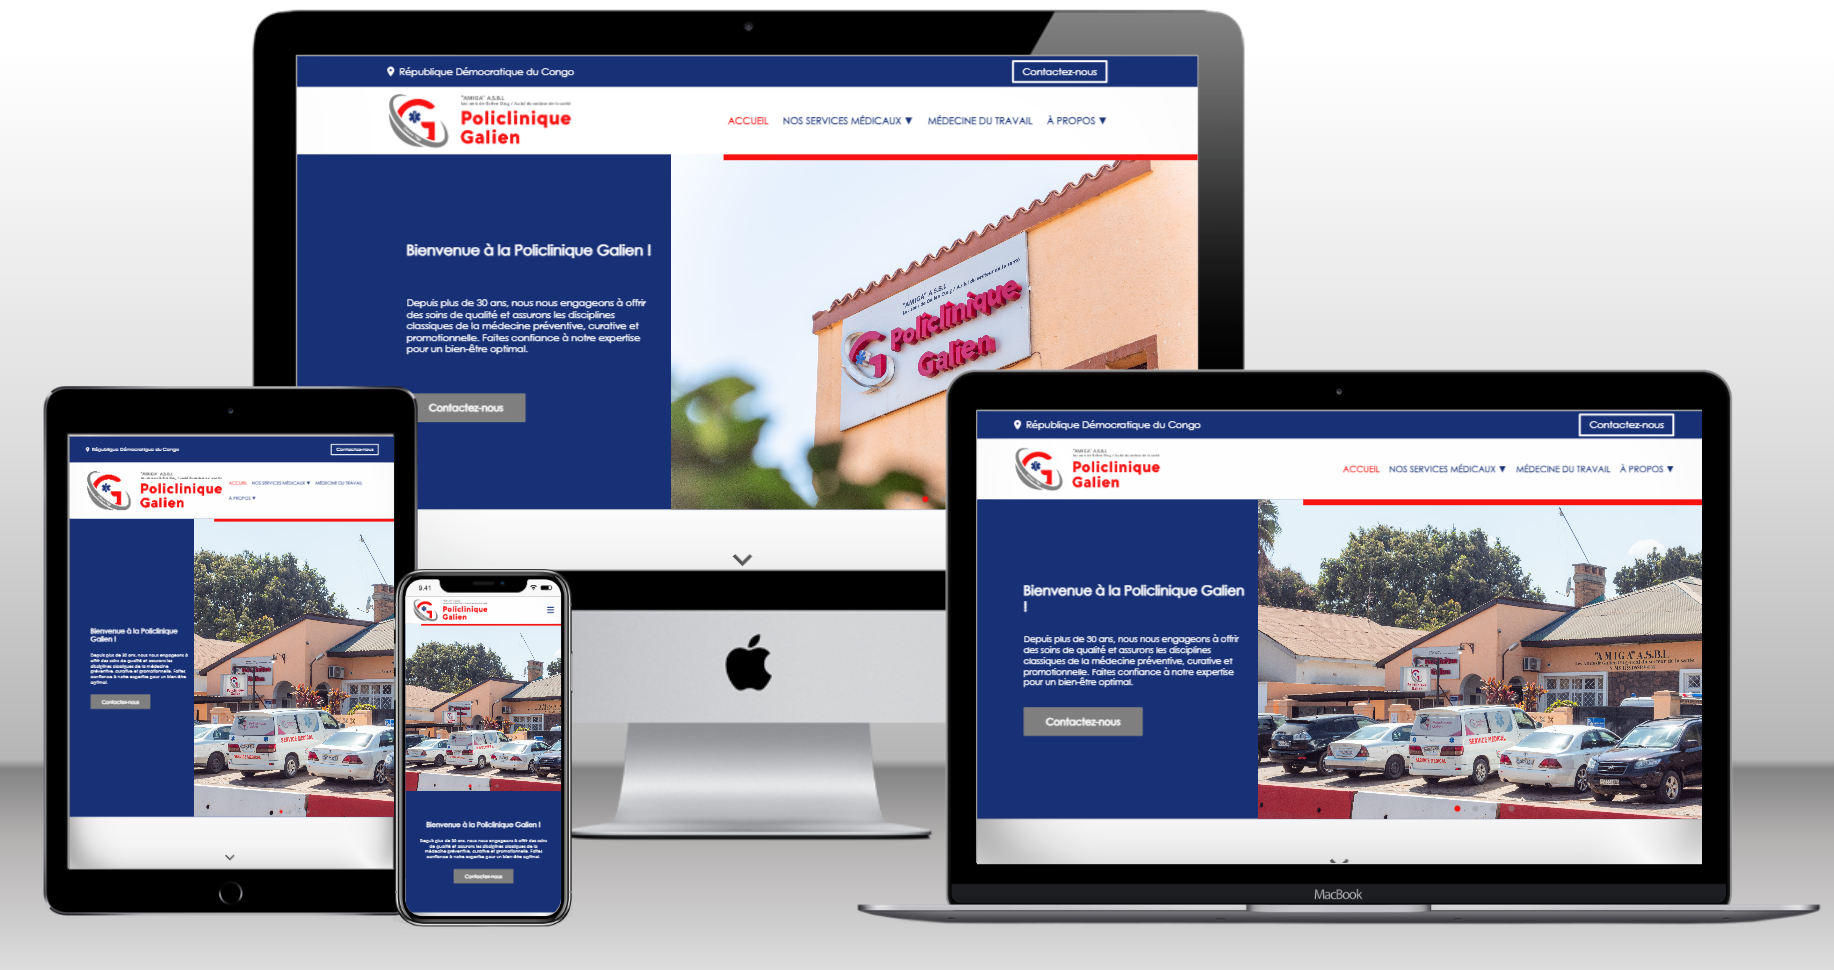 République Démocratique du Congo
Contactez-nous
"AMIGA" A.S.B.L
Policlinique
Galien
ACCUEIL NOS SERVICES MÉDICAUX ▼ MÉDECINE DU TRAVAIL À PROPOS ▼
Bienvenue à la Policlinique Galien !
Depuis plus de 30 ans, nous nous engageons à offrir
des soins de qualité et assurons les disciplines
classiques de la médecine préventive, curative et
promotionnelle. Faites confiance à notre expertise
pour un bien-être optimal.
Contactez-nous
"AMIGA" A.S.B.L
Policlinique
Galien
République Démocratique du Congo
Contactez-nous
"AMIGA" A.S.B.L
Policlinique
Galien
ACCUEIL NOS SERVICES MÉDICAUX ▼ MÉDECINE DU TRAVAIL
À PROPOS ▼
Bienvenue à la Policlinique
Galien !
Depuis plus de 30 ans, nous nous engageons à
offrir des soins de qualité et assurons les
disciplines classiques de la médecine
préventive, curative et promotionnelle. Faites
confiance à notre expertise pour un bien-être
optimal.
Contactez-nous
SERVICE MEDICAL
9:41
Policlinique
Galien
Bienvenue à la Policlinique Galien !
Depuis plus de 30 ans, nous nous engageons à offrir des soins
de qualité et assurons les disciplines classiques de la
médecine préventive, curative et promotionnelle. Faites
confiance à notre expertise pour un bien-être optimal.
Contactez-nous
République Démocratique du Congo
Contactez-nous
"AMIGA" A.S.B.L
Policlinique
Galien
ACCUEIL NOS SERVICES MÉDICAUX ▼ MÉDECINE DU TRAVAIL À PROPOS ▼
Bienvenue à la Policlinique Galien
!
Depuis plus de 30 ans, nous nous engageons à offrir
des soins de qualité et assurons les disciplines
classiques de la médecine préventive, curative et
promotionnelle. Faites confiance à notre expertise
pour un bien-être optimal.
Contactez-nous
"AMIGA" A.S.B.L
SERVICE MEDICAL
SERVICE MEDICAL
MacBook